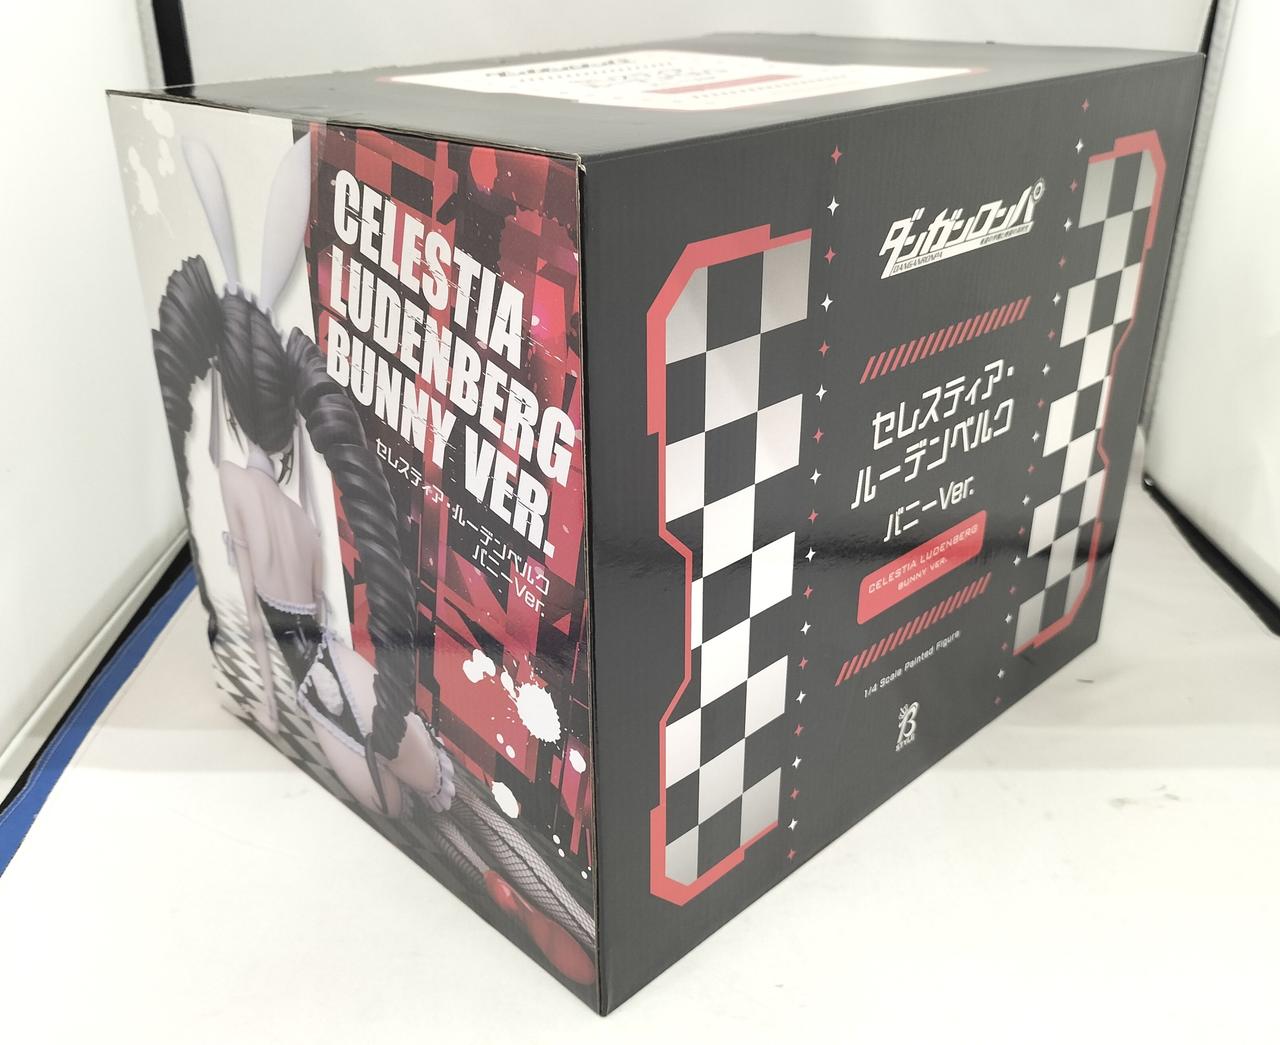 CELESTIA
LUDENBERG
BUNNY VER.
セレスティア・ルーデンベルク
バニーVer.
ダンガンロンパ
DANGANRONPA
セレスティア・
ルーデンベルク
バニーVer.
CELESTIA LUDENBERG
BUNNY VER.
1/4 Scale Painted Figure
B
STYLE